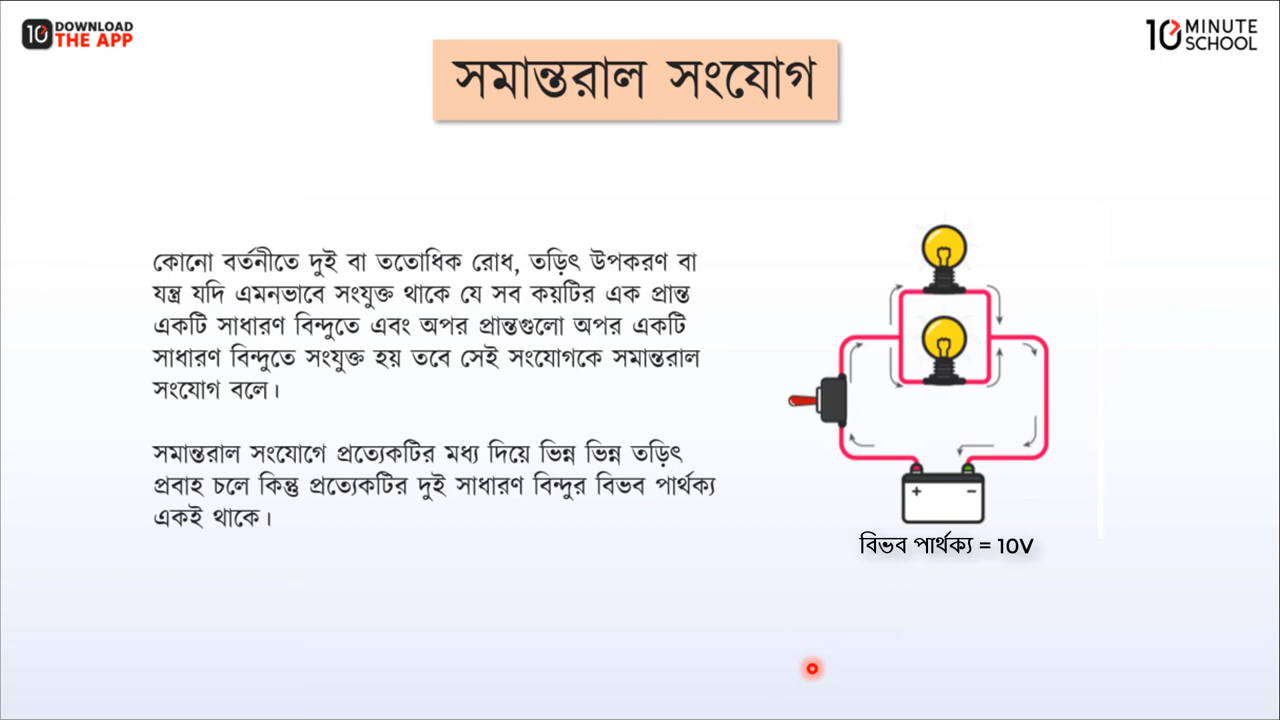 DOWNLOAD
THE APP
10 MINUTE
SCHOOL
সমান্তরাল সংযোগ
কোনো বর্তনীতে দুই বা ততোধিক রোধ, তড়িৎ উপকরণ বা
যন্ত্র যদি এমনভাবে সংযুক্ত থাকে যে সব কয়টির এক প্রান্ত
একটি সাধারণ বিন্দুতে এবং অপর প্রান্তগুলো অপর একটি
সাধারণ বিন্দুতে সংযুক্ত হয় তবে সেই সংযোগকে সমান্তরাল
সংযোগ বলে।
সমান্তরাল সংযোগে প্রত্যেকটির মধ্য দিয়ে ভিন্ন ভিন্ন তড়িৎ
প্রবাহ চলে কিন্তু প্রত্যেকটির দুই সাধারণ বিন্দুর বিভব পার্থক্য
একই থাকে।
+ −
বিভব পার্থক্য = 10V